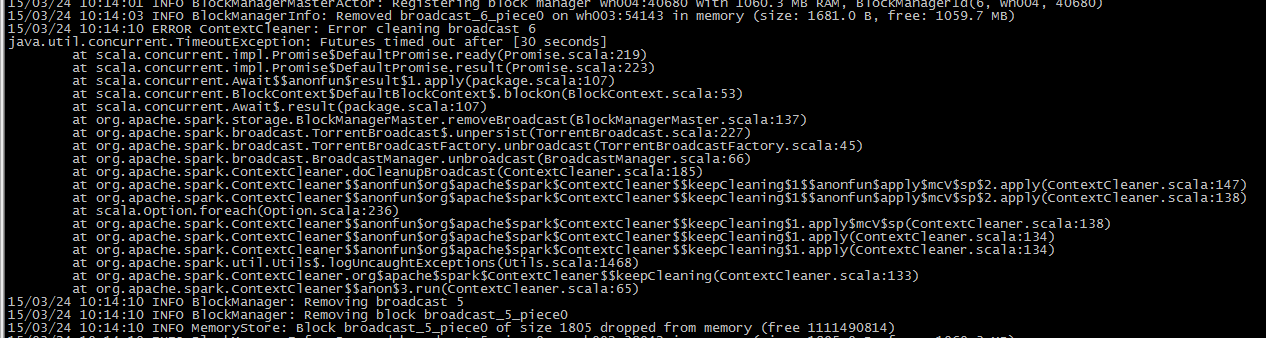 15/03/24 10:14:01 INFO BlockManagerMasterActor: Registering block manager wh004:40680 with 1060.3 MB RAM, BlockManagerId(6, wh004, 40680)
15/03/24 10:14:03 INFO BlockManagerInfo: Removed broadcast_6_piece0 on wh003:54143 in memory (size: 1681.0 B, free: 1059.7 MB)
15/03/24 10:14:10 ERROR ContextCleaner: Error cleaning broadcast 6
java.util.concurrent.TimeoutException: Futures timed out after [30 seconds]
at scala.concurrent.impl.Promise$DefaultPromise.ready(Promise.scala:219)
at scala.concurrent.impl.Promise$DefaultPromise.result(Promise.scala:223)
at scala.concurrent.Await$$anonfun$result$1.apply(package.scala:107)
at scala.concurrent.BlockContext$DefaultBlockContext$.blockOn(BlockContext.scala:53)
at scala.concurrent.Await$.result(package.scala:107)
at org.apache.spark.storage.BlockManagerMaster.removeBroadcast(BlockManagerMaster.scala:137)
at org.apache.spark.broadcast.TorrentBroadcast$.unpersist(TorrentBroadcast.scala:227)
at org.apache.spark.broadcast.TorrentBroadcastFactory.unbroadcast(TorrentBroadcastFactory.scala:45)
at org.apache.spark.broadcast.BroadcastManager.unbroadcast(BroadcastManager.scala:66)
at org.apache.spark.ContextCleaner.doCleanupBroadcast(ContextCleaner.scala:185)
at org.apache.spark.ContextCleaner$$anonfun$org$apache$spark$ContextCleaner$$keepCleaning$1$$anonfun$apply$mcV$sp$2.apply(ContextCleaner.scala:147)
at org.apache.spark.ContextCleaner$$anonfun$org$apache$spark$ContextCleaner$$keepCleaning$1$$anonfun$apply$mcV$sp$2.apply(ContextCleaner.scala:138)
at scala.Option.foreach(Option.scala:236)
at org.apache.spark.ContextCleaner$$anonfun$org$apache$spark$ContextCleaner$$keepCleaning$1.apply$mcV$sp(ContextCleaner.scala:138)
at org.apache.spark.ContextCleaner$$anonfun$org$apache$spark$ContextCleaner$$keepCleaning$1.apply(ContextCleaner.scala:134)
at org.apache.spark.ContextCleaner$$anonfun$org$apache$spark$ContextCleaner$$keepCleaning$1.apply(ContextCleaner.scala:134)
at org.apache.spark.util.Utils$.logUncaughtExceptions(Utils.scala:1468)
at org.apache.spark.ContextCleaner.org$apache$spark$ContextCleaner$$keepCleaning(ContextCleaner.scala:133)
at org.apache.spark.ContextCleaner$$anon$3.run(ContextCleaner.scala:65)
15/03/24 10:14:10 INFO BlockManager: Removing broadcast 5
15/03/24 10:14:10 INFO BlockManager: Removing block broadcast_5_piece0
15/03/24 10:14:10 INFO MemoryStore: Block broadcast_5_piece0 of size 1805 dropped from memory (free 1111490814)